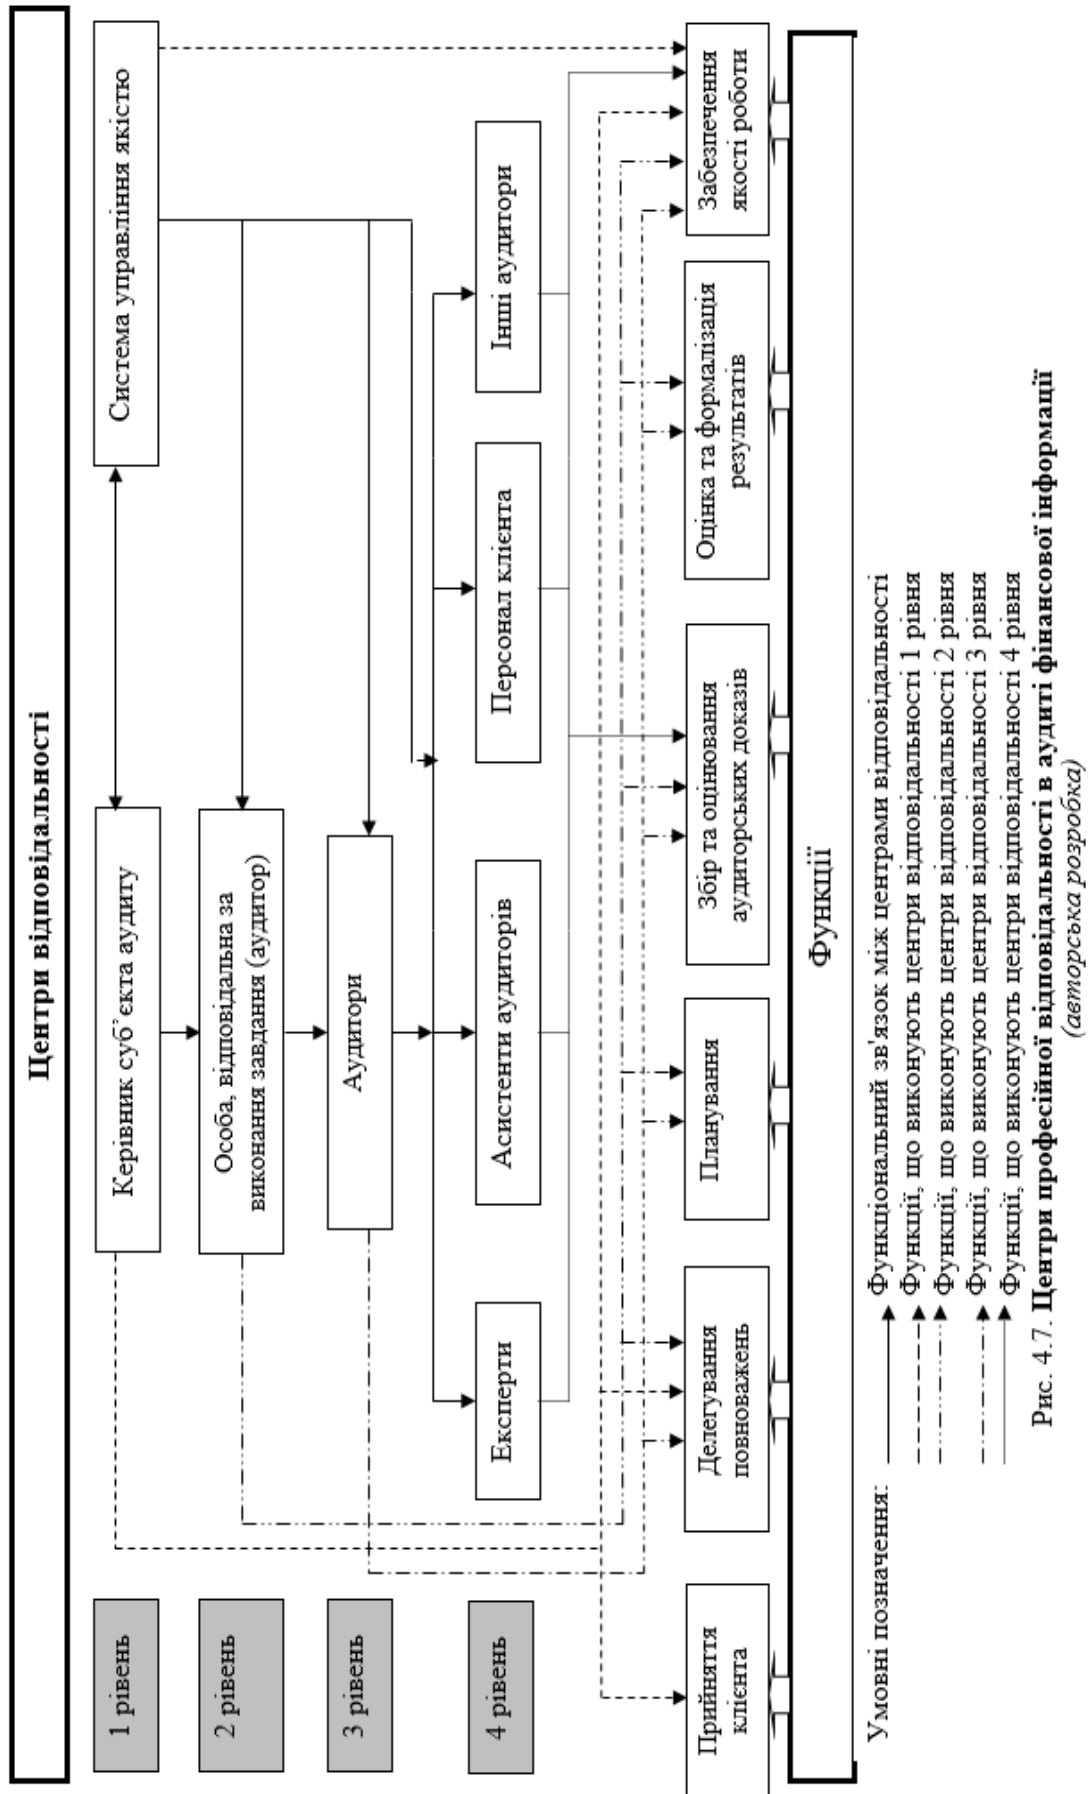 Центри відповідальності
1 рівень
Керівник суб'єкта аудиту
Система управління якістю
2 рівень
Особа, відповідальна за
виконання завдання (аудитор)
3 рівень
Аудитори
4 рівень
Експерти
Асистенти аудиторів
Персонал клієнта
Інші аудитори
Прийняття
клієнта
Делегування
повноважень
Планування
Збір та оцінювання
аудиторських доказів
Оцінка та формалізація
результатів
Забезпечення
якості роботи
Функції
Умовні позначення:
Функціональний зв'язок між центрами відповідальності
Функції, що виконують центри відповідальності 1 рівня
Функції, що виконують центри відповідальності 2 рівня
Функції, що виконують центри відповідальності 3 рівня
Функції, що виконують центри відповідальності 4 рівня
Рис. 4.7. Центри професійної відповідальності в аудиті фінансової інформації
(авторська розробка)